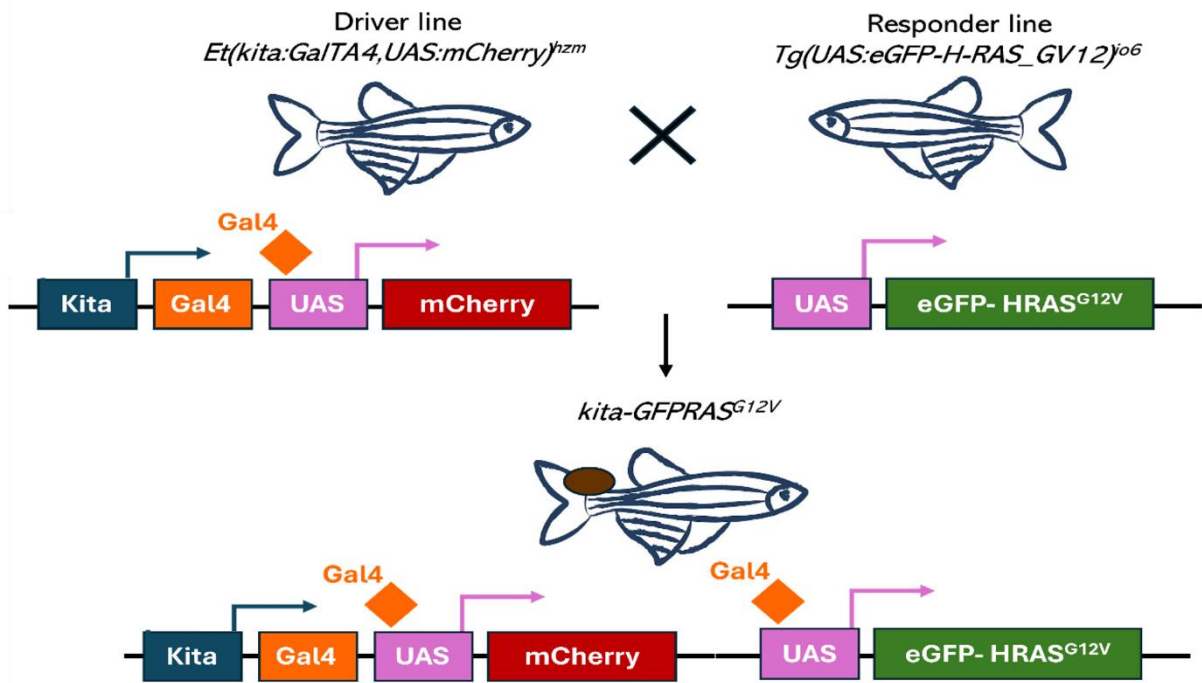 Driver line
Et(kita:GalTA4,UAS:mCherry)hzm
Responder line
Tg(UAS:eGFP-H-RAS_GV12)io6
Gal4
Kita
Gal4
UAS
mCherry
UAS
eGFP- HRASG12V
kita-GFPRASG12V
Gal4
Gal4
Kita
Gal4
UAS
mCherry
UAS
eGFP- HRASG12V